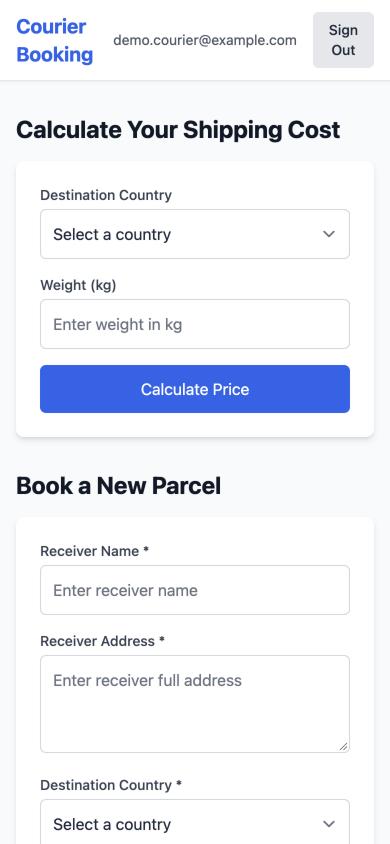 Courier
Booking
demo.courier@example.com
Sign
Out
Calculate Your Shipping Cost
Destination Country
Select a country
Weight (kg)
Enter weight in kg
Calculate Price
Book a New Parcel
Receiver Name *
Enter receiver name
Receiver Address *
Enter receiver full address
Destination Country *
Select a country